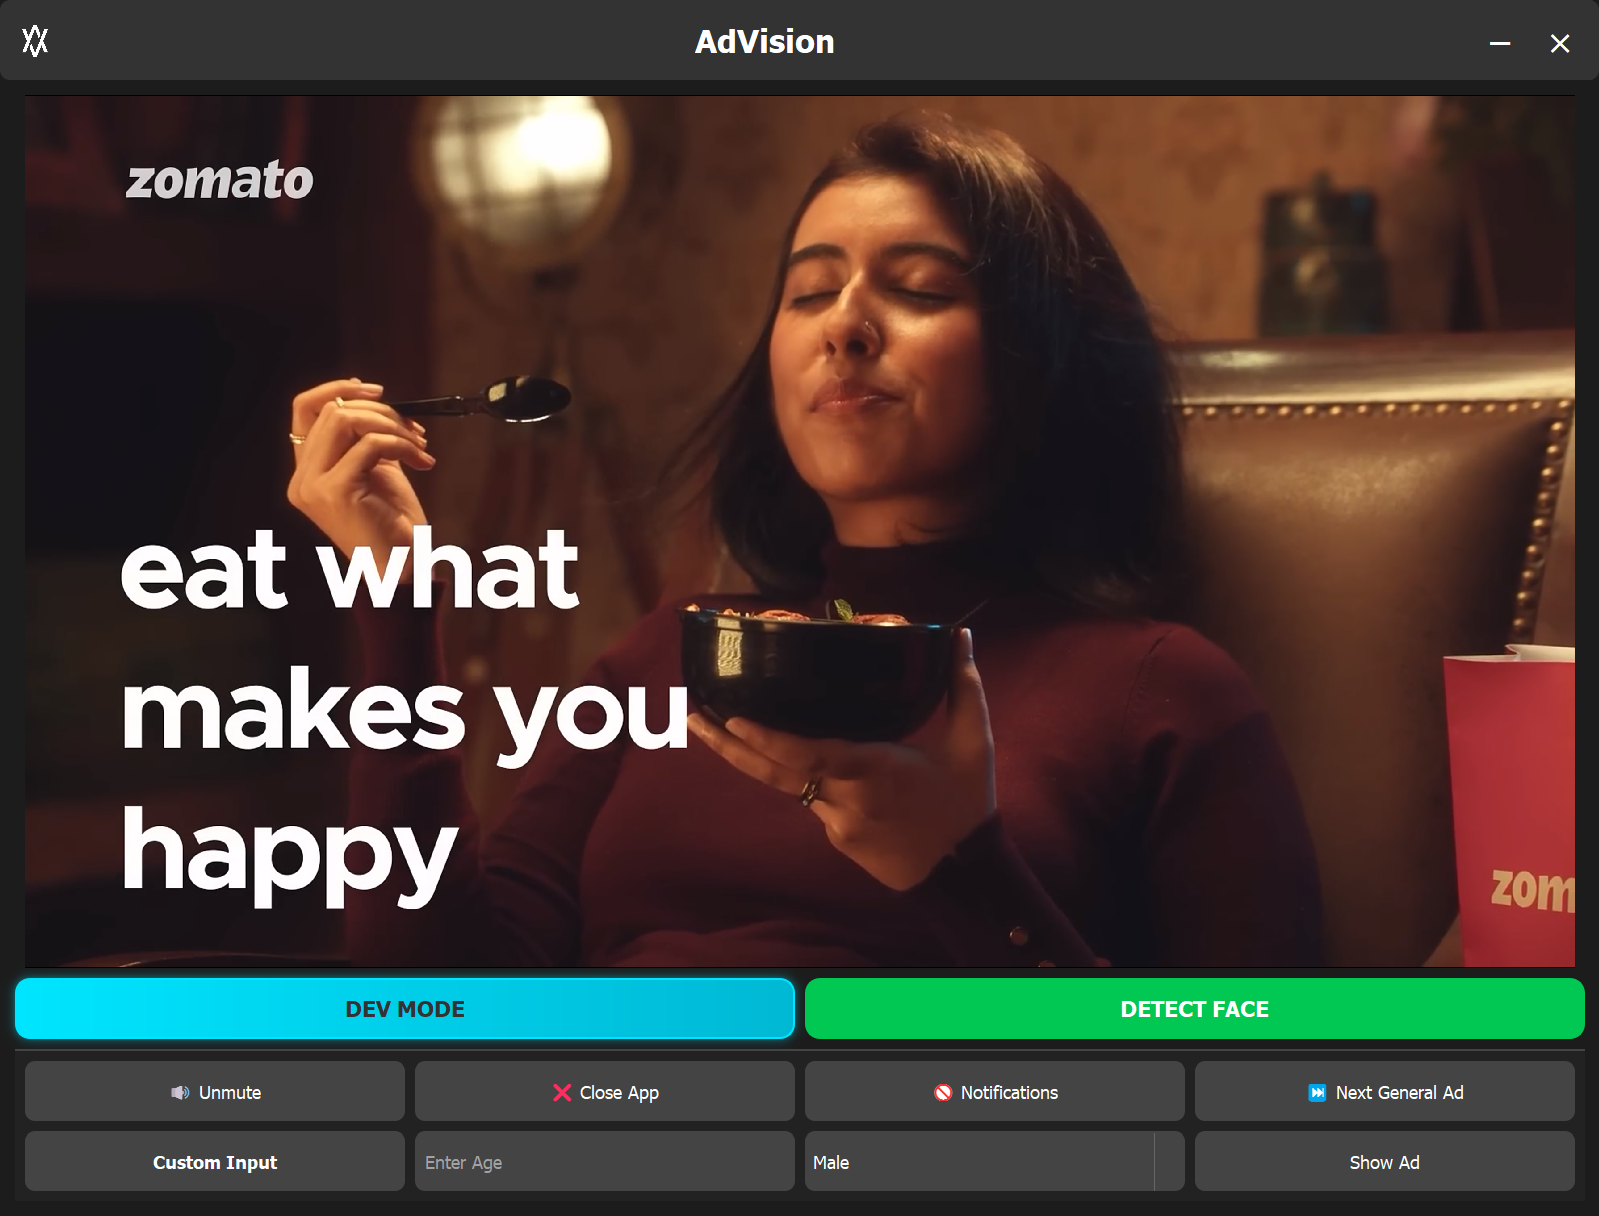 AdVision
zomato
eat what
makes you
happy
zom
DEV MODE
DETECT FACE
Unmute
Close App
Notifications
Next General Ad
Custom Input
Enter Age
Male
Show Ad